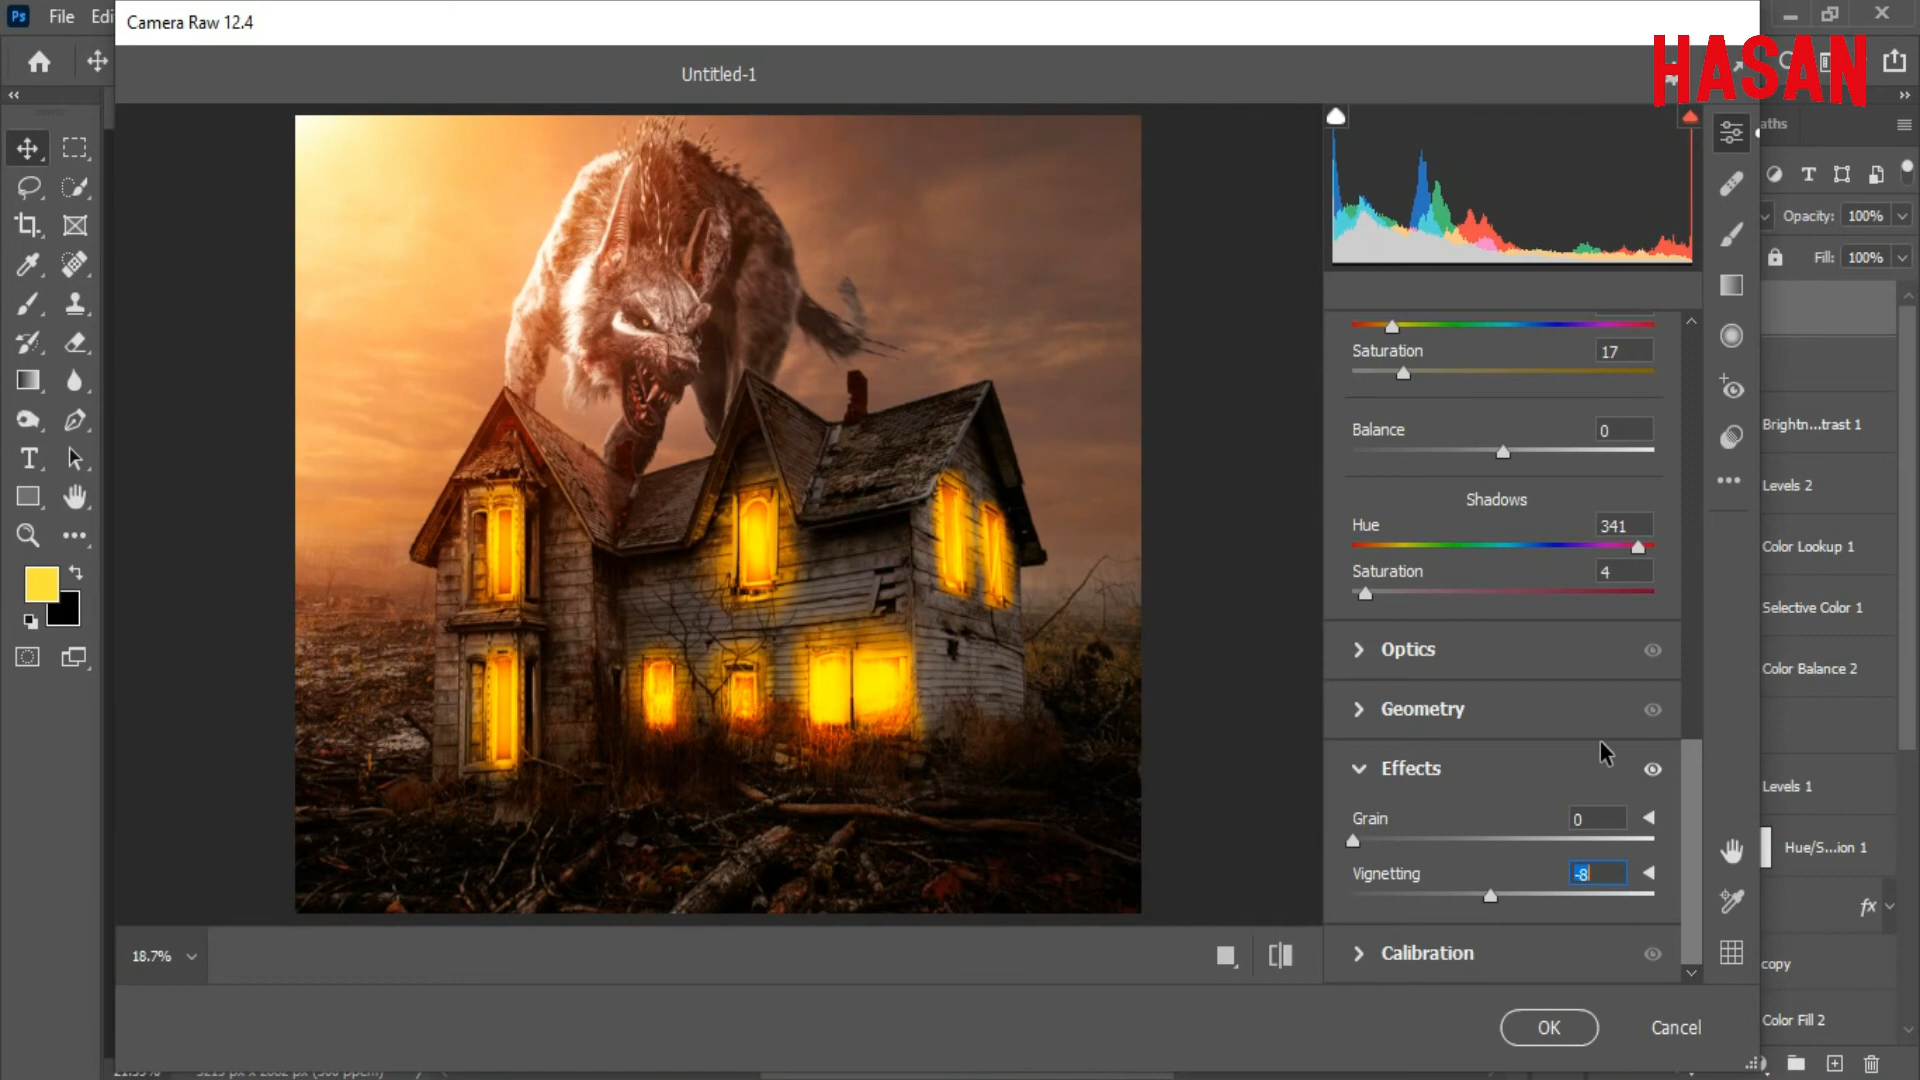 Ps File Edi
Camera Raw 12.4
HASAN
Untitled-1
aths
Opacity: 100%
Fill: 100%
Saturation 17
Balance 0
Shadows
Hue 341
Saturation 4
Optics
Geometry
Effects
Grain 0
Vignetting -8
Calibration
Brightn...trast 1
Levels 2
Color Lookup 1
Selective Color 1
Color Balance 2
Levels 1
Hue/S...ion 1
fx
copy
Color Fill 2
18.7%
OK Cancel